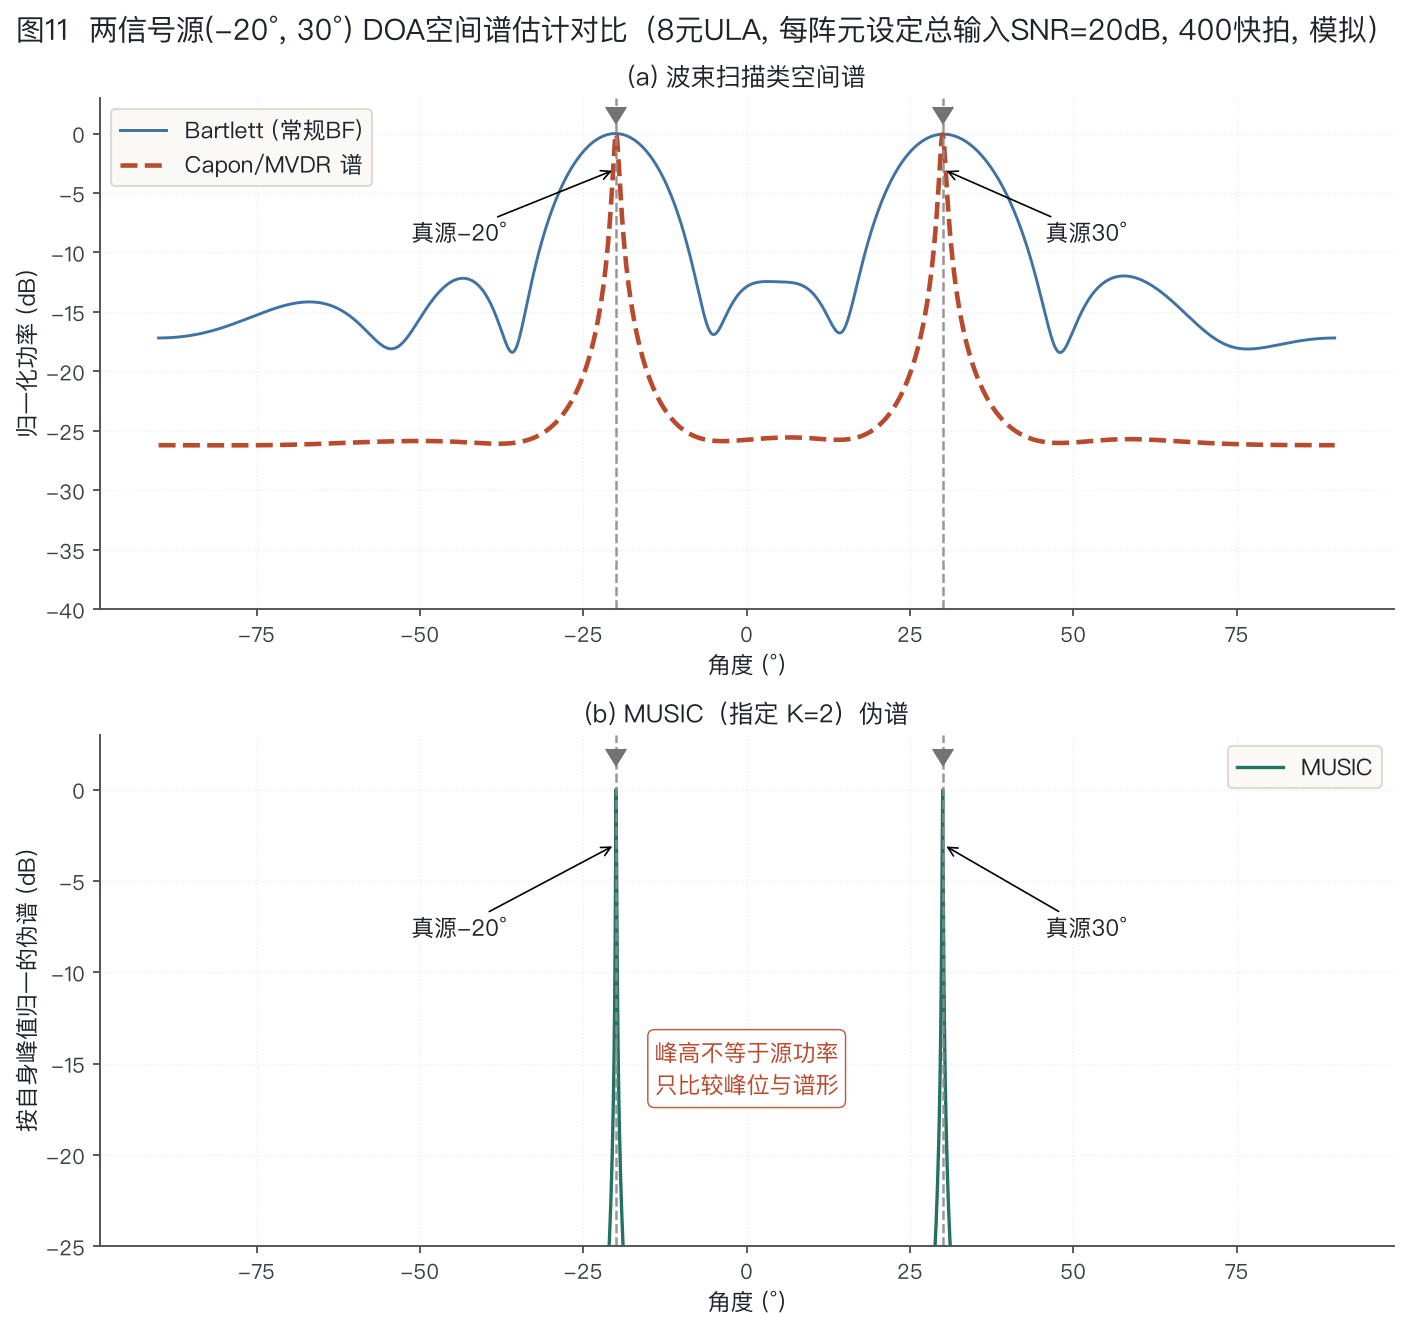 图11 两信号源(−20°, 30°) DOA空间谱估计对比（8元ULA, 每阵元设定总输入SNR=20dB, 400快拍, 模拟）
(a) 波束扫描类空间谱
Bartlett (常规BF)
Capon/MVDR 谱
真源−20°
真源30°
归一化功率 (dB)
0
−5
−10
−15
−20
−25
−30
−35
−40
−75
−50
−25
0
25
50
75
角度 (°)
(b) MUSIC（指定 K=2）伪谱
MUSIC
真源−20°
真源30°
峰高不等于源功率
只比较峰位与谱形
按自身峰值归一的伪谱 (dB)
0
−5
−10
−15
−20
−25
−75
−50
−25
0
25
50
75
角度 (°)